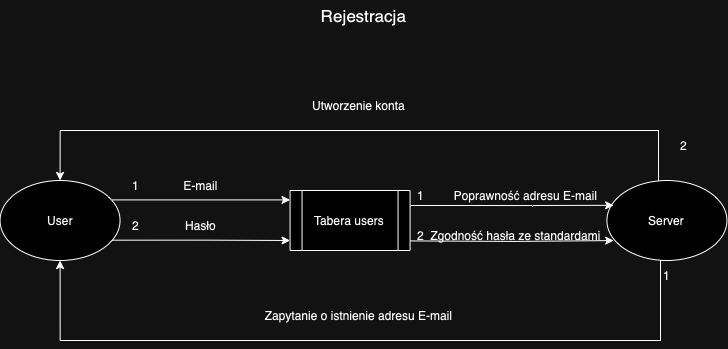 Rejestracja
Utworzenie konta
2
1 E-mail
1 Poprawność adresu E-mail
User
Tabera users
Server
2 Hasło
2 Zgodność hasła ze standardami
1
Zapytanie o istnienie adresu E-mail